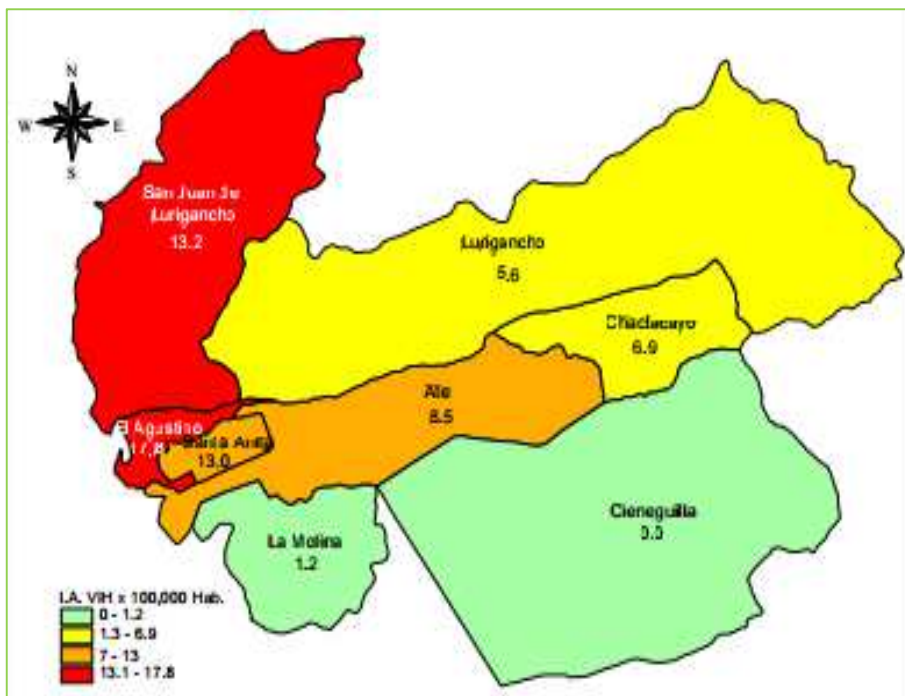 N
W E
S
San Juan de
Lurigancho
13.2
Lurigancho
5.6
Chaclacayo
6.9
Ate
8.5
El Agustino
17.8
Santa Anita
13.0
Cieneguilla
0.0
La Molina
1.2
I.A. VIH x 100,000 Hab.
0 - 1.2
1.3 - 6.9
7 - 13
13.1 - 17.8